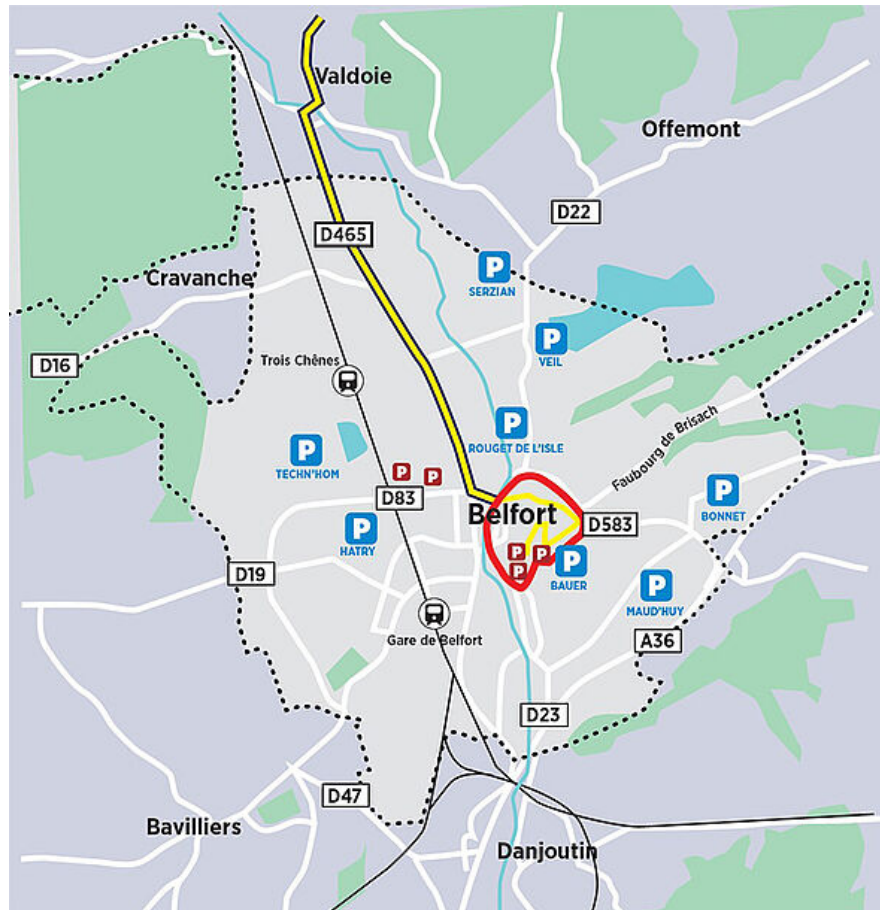 Valdoie
Offemont
D22
D465
P
SERZIAN
Cravanche
P
VEIL
D16
Trois Chênes
P
ROUGET DE L'ISLE
Faubourg de Brisach
P
TECHN'HOM
P
P
D83
P
BONNET
Belfort
D583
P
HATRY
P
P
P
P
BAUER
D19
P
MAUD'HUY
Gare de Belfort
A36
D23
D47
Bavilliers
Danjoutin